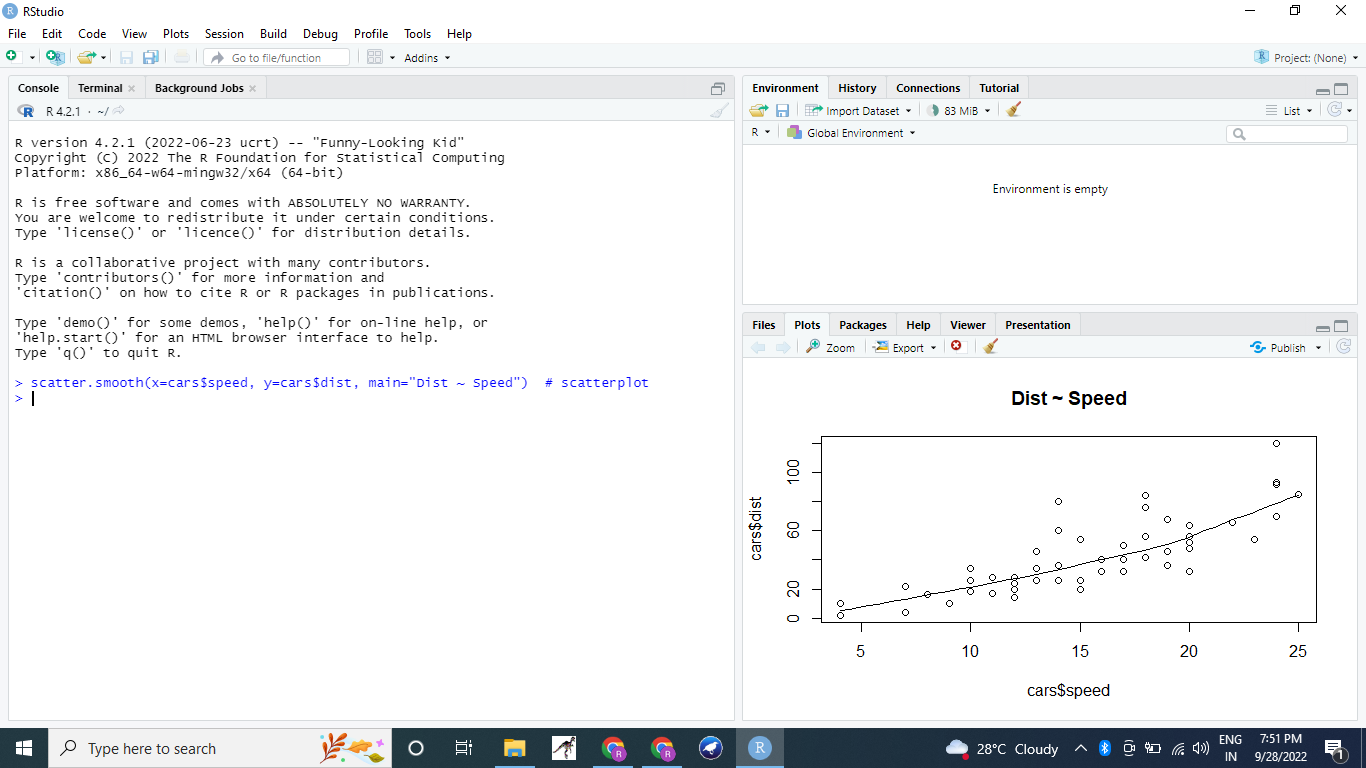 RStudio
File Edit Code View Plots Session Build Debug Profile Tools Help
Go to file/function Addins Project: (None)
Console Terminal Background Jobs
R 4.2.1 · ~/
R version 4.2.1 (2022-06-23 ucrt) -- "Funny-Looking Kid"
Copyright (C) 2022 The R Foundation for Statistical Computing
Platform: x86_64-w64-mingw32/x64 (64-bit)
R is free software and comes with ABSOLUTELY NO WARRANTY.
You are welcome to redistribute it under certain conditions.
Type 'license()' or 'licence()' for distribution details.
R is a collaborative project with many contributors.
Type 'contributors()' for more information and
'citation()' on how to cite R or R packages in publications.
Type 'demo()' for some demos, 'help()' for on-line help, or
'help.start()' for an HTML browser interface to help.
Type 'q()' to quit R.
> scatter.smooth(x=cars$speed, y=cars$dist, main="Dist ~ Speed")  # scatterplot
>
Environment History Connections Tutorial
Import Dataset 83 MiB List
R Global Environment
Environment is empty
Files Plots Packages Help Viewer Presentation
Zoom Export Publish
Dist ~ Speed
cars$dist
100
60
20
0
5 10 15 20 25
cars$speed
Type here to search
28°C Cloudy
ENG
IN
7:51 PM
9/28/2022
1